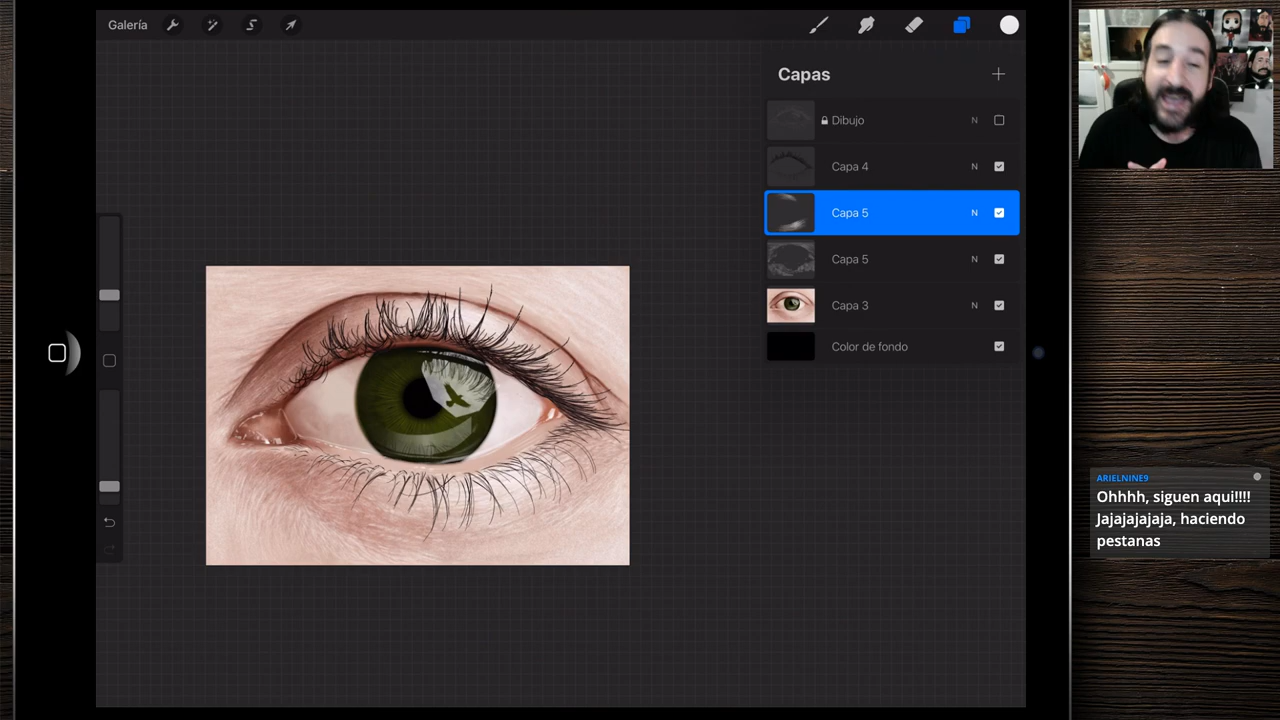 Galería
Capas
Dibujo N
Capa 4 N
Capa 5 N
Capa 5 N
Capa 3 N
Color de fondo
ARIELNINE9
Ohhhh, siguen aqui!!!!
Jajajajajaja, haciendo
pestanas